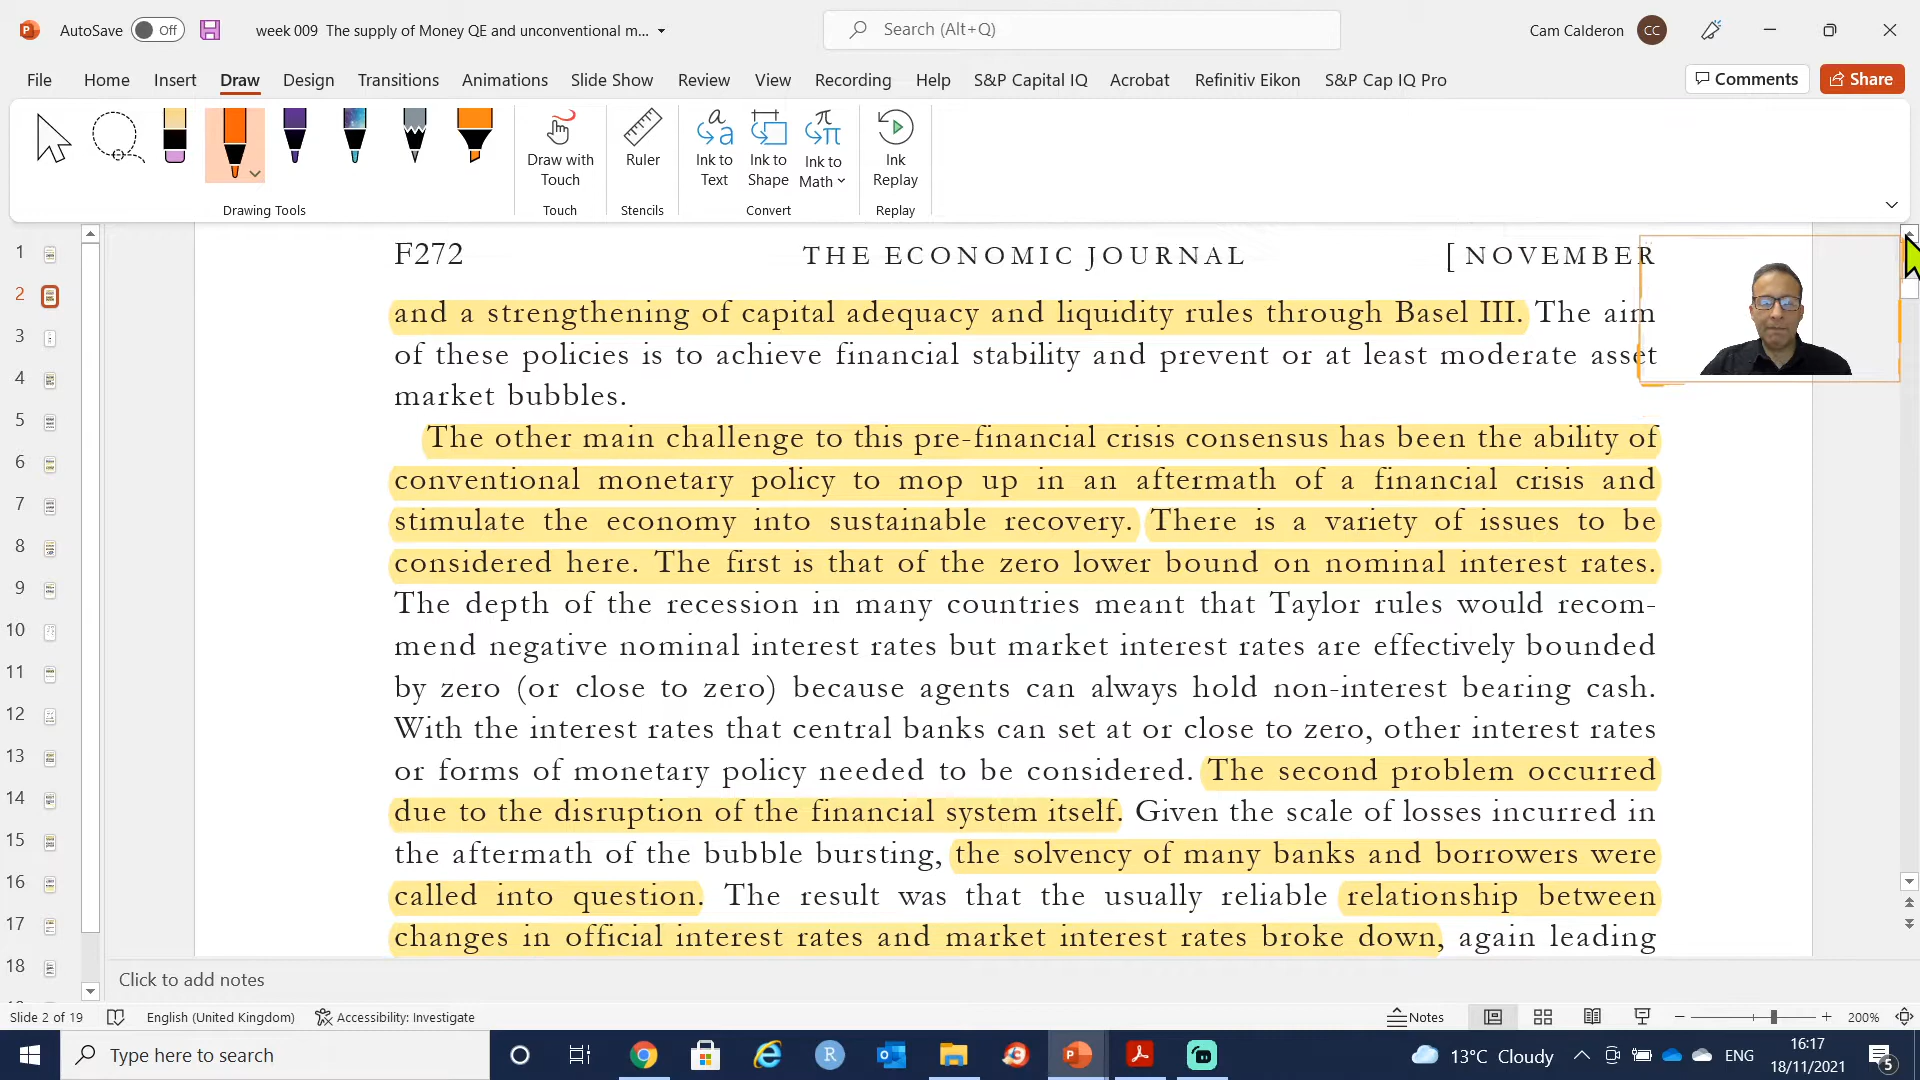 AutoSave Off
week 009 The supply of Money QE and unconventional m...
Search (Alt+Q)
Cam Calderon CC
File Home Insert Draw Design Transitions Animations Slide Show Review View Recording Help S&P Capital IQ Acrobat Refinitiv Eikon S&P Cap IQ Pro
Comments Share
Draw with Touch
Ruler
Ink to Text
Ink to Shape
Ink to Math
Ink Replay
Drawing Tools Touch Stencils Convert Replay
1
2
3
4
5
6
7
8
9
10
11
12
13
14
15
16
17
18
F272 THE ECONOMIC JOURNAL [ NOVEMBER
and a strengthening of capital adequacy and liquidity rules through Basel III. The aim
of these policies is to achieve financial stability and prevent or at least moderate asset
market bubbles.
The other main challenge to this pre-financial crisis consensus has been the ability of
conventional monetary policy to mop up in an aftermath of a financial crisis and
stimulate the economy into sustainable recovery. There is a variety of issues to be
considered here. The first is that of the zero lower bound on nominal interest rates.
The depth of the recession in many countries meant that Taylor rules would recom-
mend negative nominal interest rates but market interest rates are effectively bounded
by zero (or close to zero) because agents can always hold non-interest bearing cash.
With the interest rates that central banks can set at or close to zero, other interest rates
or forms of monetary policy needed to be considered. The second problem occurred
due to the disruption of the financial system itself. Given the scale of losses incurred in
the aftermath of the bubble bursting, the solvency of many banks and borrowers were
called into question. The result was that the usually reliable relationship between
changes in official interest rates and market interest rates broke down, again leading
Click to add notes
Slide 2 of 19 English (United Kingdom) Accessibility: Investigate Notes 200%
Type here to search
13°C Cloudy ENG
16:17
18/11/2021
5